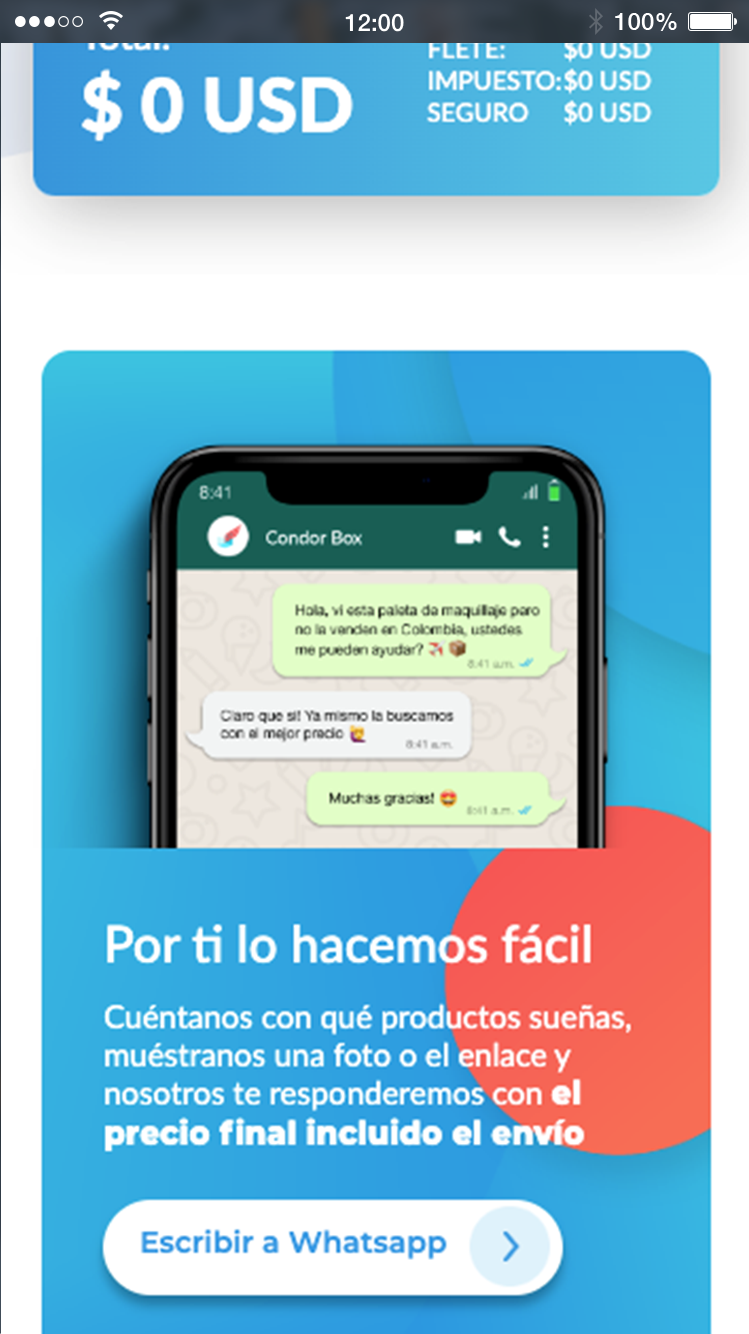 12:00
100%
Total:
$ 0 USD
FLETE: $0 USD
IMPUESTO: $0 USD
SEGURO $0 USD
8:41
Condor Box
Hola, vi esta paleta de maquillaje pero
no la venden en Colombia, ustedes
me pueden ayudar? ✈️ 📦
8:41 a.m.
Claro que si! Ya mismo la buscamos
con el mejor precio 🙋
8:41 a.m.
Muchas gracias! 🤩
8:41 a.m.
Por ti lo hacemos fácil
Cuéntanos con qué productos sueñas,
muéstranos una foto o el enlace y
nosotros te responderemos con el
precio final incluido el envío
Escribir a Whatsapp